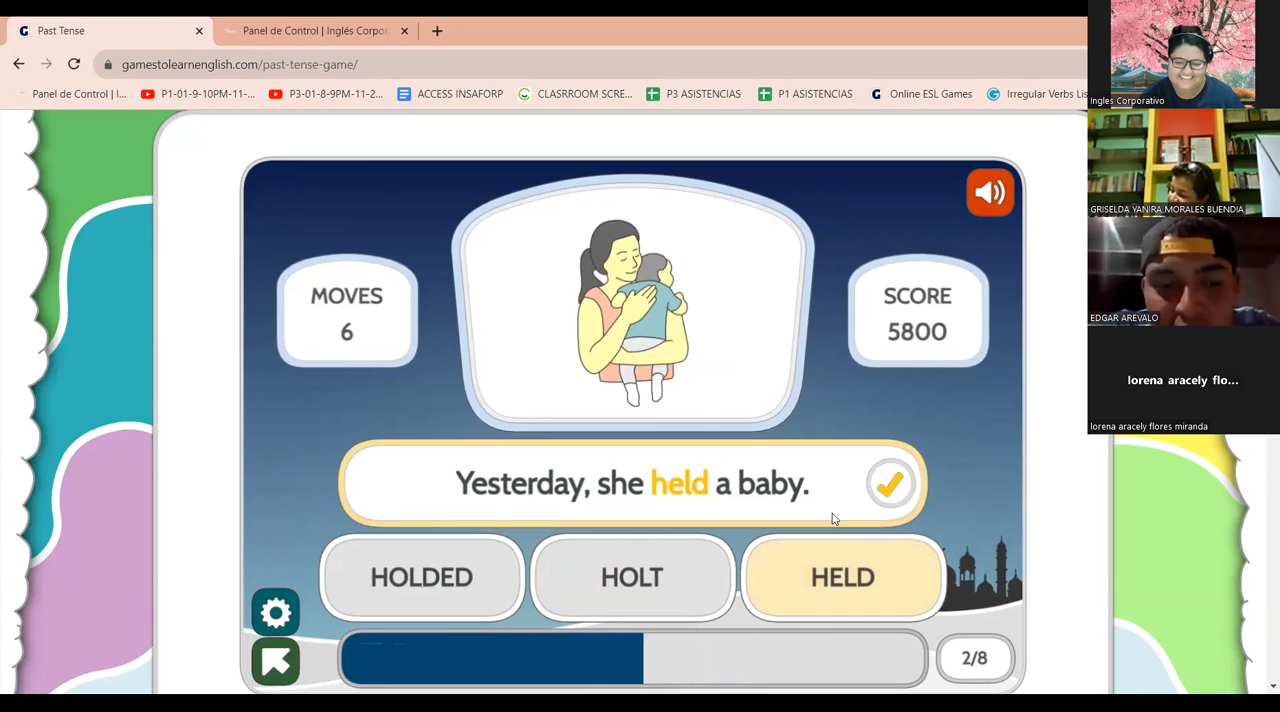 Past Tense
Panel de Control | Inglés Corpo
gamestolearnenglish.com/past-tense-game/
Panel de Control | I...
P1-01-9-10PM-11-...
P3-01-8-9PM-11-2...
ACCESS INSAFORP
CLASRROOM SCRE...
P3 ASISTENCIAS
P1 ASISTENCIAS
Online ESL Games
Irregular Verbs Lis
Ingles Corporativo
GRISELDA YANIRA MORALES BUENDIA
EDGAR AREVALO
lorena aracely flo...
lorena aracely flores miranda
MOVES
6
SCORE
5800
Yesterday, she held a baby.
HOLDED
HOLT
HELD
2/8